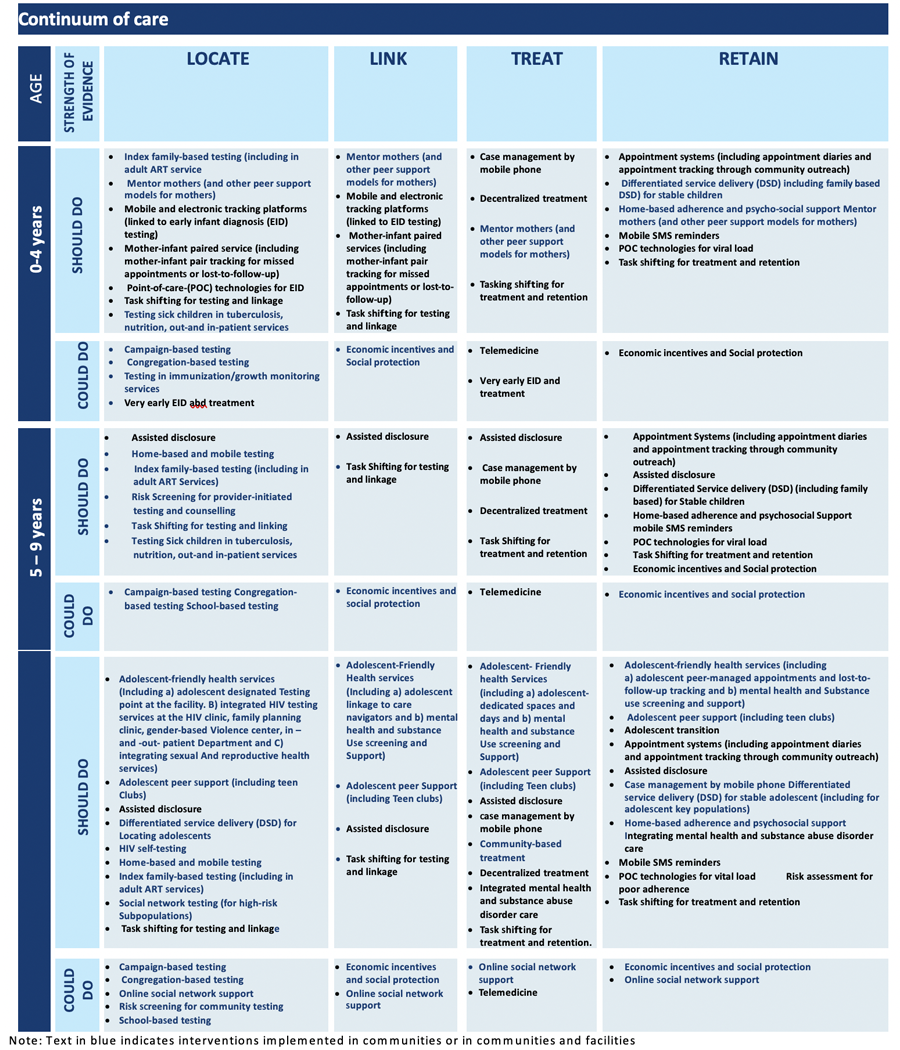 Continuum of care
AGE
STRENGTH OF
EVIDENCE
LOCATE
LINK
TREAT
RETAIN
0-4 years
SHOULD DO
• Index family-based testing (including in
adult ART service
• Mentor mothers (and other peer support
models for mothers)
• Mobile and electronic tracking platforms
(linked to early infant diagnosis (EID)
testing)
• Mother-infant paired service (including
mother-infant pair tracking for missed
appointments or lost-to-follow-up)
• Point-of-care-(POC) technologies for EID
• Task shifting for testing and linkage
• Testing sick children in tuberculosis,
nutrition, out-and in-patient services
• Mentor mothers (and
other peer support
models for mothers)
• Mobile and electronic
tracking platforms
(linked to EID testing)
• Mother-infant paired
services (including
mother-infant pair
tracking for missed
appointments or lost-to-
follow-up)
• Task shifting for testing
and linkage
• Case management by
mobile phone
• Decentralized treatment
• Mentor mothers (and
other peer support
models for mothers)
• Tasking shifting for
treatment and retention
• Appointment systems (including appointment diaries and
appointment tracking through community outreach)
• Differentiated service delivery (DSD) including family based
DSD) for stable children
• Home-based adherence and psycho-social support Mentor
mothers (and other peer support models for mothers)
• Mobile SMS reminders
• POC technologies for viral load
• Task shifting for treatment and retention
COULD DO
• Campaign-based testing
• Congregation-based testing
• Testing in immunization/growth monitoring
services
• Very early EID abd treatment
• Economic incentives and
Social protection
• Telemedicine
• Very early EID and
treatment
• Economic incentives and Social protection
5 – 9 years
SHOULD DO
• Assisted disclosure
• Home-based and mobile testing
• Index family-based testing (including in
adult ART Services)
• Risk Screening for provider-initiated
testing and counselling
• Task Shifting for testing and linking
• Testing Sick children in tuberculosis,
nutrition, out-and in-patient services
• Assisted disclosure
• Task Shifting for testing
and linkage
• Assisted disclosure
• Case management by
mobile phone
• Decentralized treatment
• Task Shifting for
treatment and retention
• Appointment Systems (including appointment diaries
and appointment tracking through community
outreach)
• Assisted disclosure
• Differentiated Service delivery (DSD) (including family
based) for Stable children
• Home-based adherence and psychosocial Support
mobile SMS reminders
• POC technologies for viral load
• Task Shifting for treatment and retention
• Economic incentives and Social protection
COULD
DO
• Campaign-based testing Congregation-
based testing School-based testing
• Economic incentives and
social protection
• Telemedicine
• Economic incentives and social protection
SHOULD DO
• Adolescent-friendly health services
(Including a) adolescent designated Testing
point at the facility. B) integrated HIV testing
services at the HIV clinic, family planning
clinic, gender-based Violence center, in –
and -out- patient Department and C)
integrating sexual And reproductive health
services)
• Adolescent peer support (including teen
Clubs)
• Assisted disclosure
• Differentiated service delivery (DSD) for
Locating adolescents
• HIV self-testing
• Home-based and mobile testing
• Index family-based testing (including in
adult ART services)
• Social network testing (for high-risk
Subpopulations)
• Task shifting for testing and linkage
• Adolescent-Friendly
Health services
(Including a) adolescent
linkage to care
navigators and b) mental
health and substance
Use screening and
Support)
• Adolescent peer Support
(including Teen clubs)
• Assisted disclosure
• Task shifting for testing
and linkage
• Adolescent- Friendly
health Services
(including a) adolescent-
dedicated spaces and
days and b) mental
health and substance
Use screening and
Support)
• Adolescent peer Support
(including Teen clubs)
• Assisted disclosure
• case management by
mobile phone
• Community-based
treatment
• Decentralized treatment
• Integrated mental health
and substance abuse
disorder care
• Task shifting for
treatment and retention.
• Adolescent-friendly health services (including
a) adolescent peer-managed appointments and lost-to-
follow-up tracking and b) mental health and Substance
use screening and support)
• Adolescent peer support (including teen clubs)
• Adolescent transition
• Appointment systems (including appointment diaries
and appointment tracking through community outreach)
• Assisted disclosure
• Case management by mobile phone Differentiated
service delivery (DSD) for stable adolescent (including for
adolescent key populations)
• Home-based adherence and psychosocial support
Integrating mental health and substance abuse disorder
care
• Mobile SMS reminders
• POC technologies for vital load Risk assessment for
poor adherence
• Task shifting for treatment and retention
COULD
DO
• Campaign-based testing
• Congregation-based testing
• Online social network support
• Risk screening for community testing
• School-based testing
• Economic incentives
and social protection
• Online social network
support
• Online social network
support
• Telemedicine
• Economic incentives and social protection
• Online social network support
Note: Text in blue indicates interventions implemented in communities or in communities and facilities